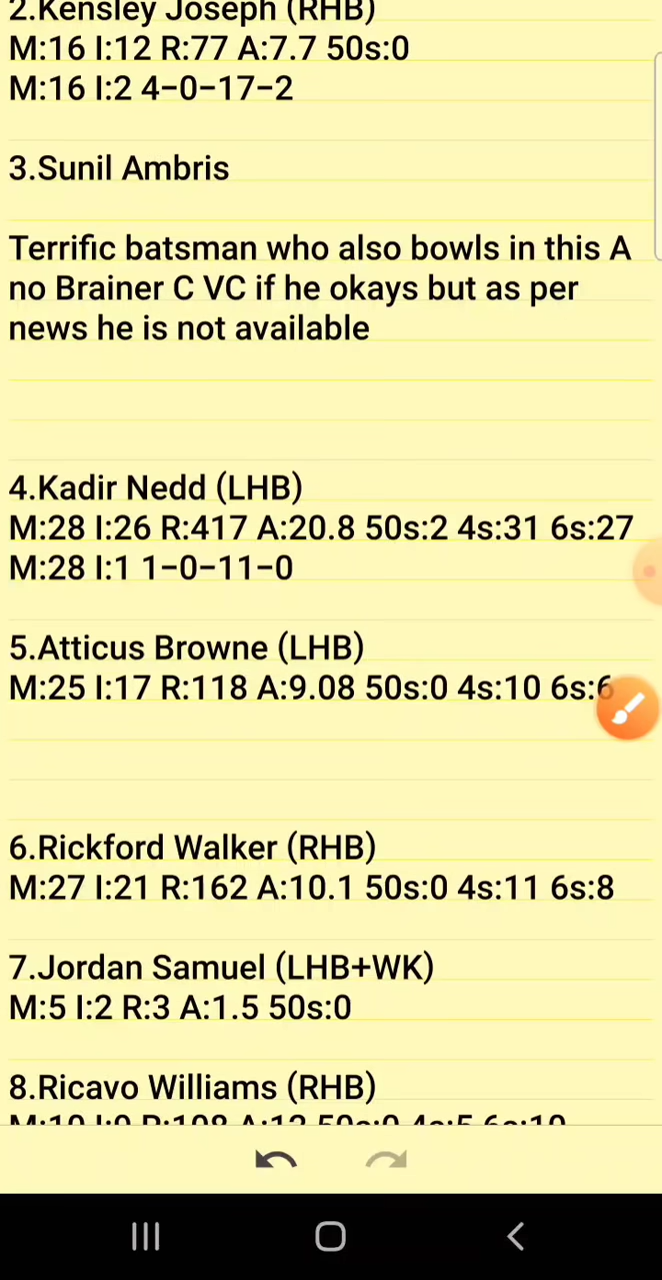 2.Kensley Joseph (RHB)
M:16 I:12 R:77 A:7.7 50s:0
M:16 I:2 4-0-17-2
3.Sunil Ambris
Terrific batsman who also bowls in this A
no Brainer C VC if he okays but as per
news he is not available
4.Kadir Nedd (LHB)
M:28 I:26 R:417 A:20.8 50s:2 4s:31 6s:27
M:28 I:1 1-0-11-0
5.Atticus Browne (LHB)
M:25 I:17 R:118 A:9.08 50s:0 4s:10 6s:6
6.Rickford Walker (RHB)
M:27 I:21 R:162 A:10.1 50s:0 4s:11 6s:8
7.Jordan Samuel (LHB+WK)
M:5 I:2 R:3 A:1.5 50s:0
8.Ricavo Williams (RHB)